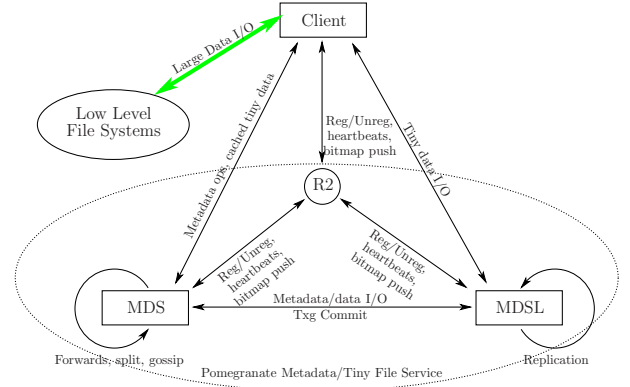 Client
Large Data I/O
Low Level
File Systems
Metadata ops, cached tiny data
Reg/Unreg,
heartbeats,
bitmap push
Tiny data I/O
R2
Reg/Unreg,
heartbeats,
bitmap push
Reg/Unreg,
heartbeats,
bitmap push
MDS
Metadata/data I/O
Txg Commit
MDSL
Forwards, split, gossip
Replication
Pomegranate Metadata/Tiny File Service